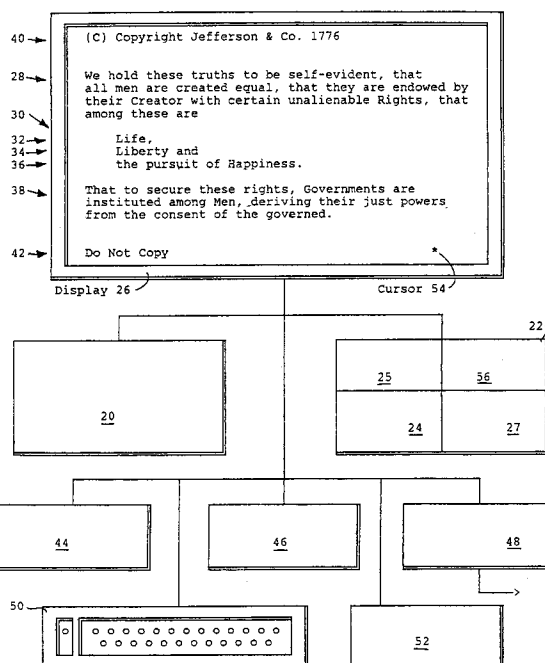 40
(C) Copyright Jefferson & Co. 1776
28
We hold these truths to be self-evident, that
all men are created equal, that they are endowed by
their Creator with certain unalienable Rights, that
among these are
30
32
Life,
34
Liberty and
36
the pursuit of Happiness.
38
That to secure these rights, Governments are
instituted among Men, deriving their just powers
from the consent of the governed.
42
Do Not Copy *
Display 26
Cursor 54
22
25
56
20
24
27
44
46
48
50
52